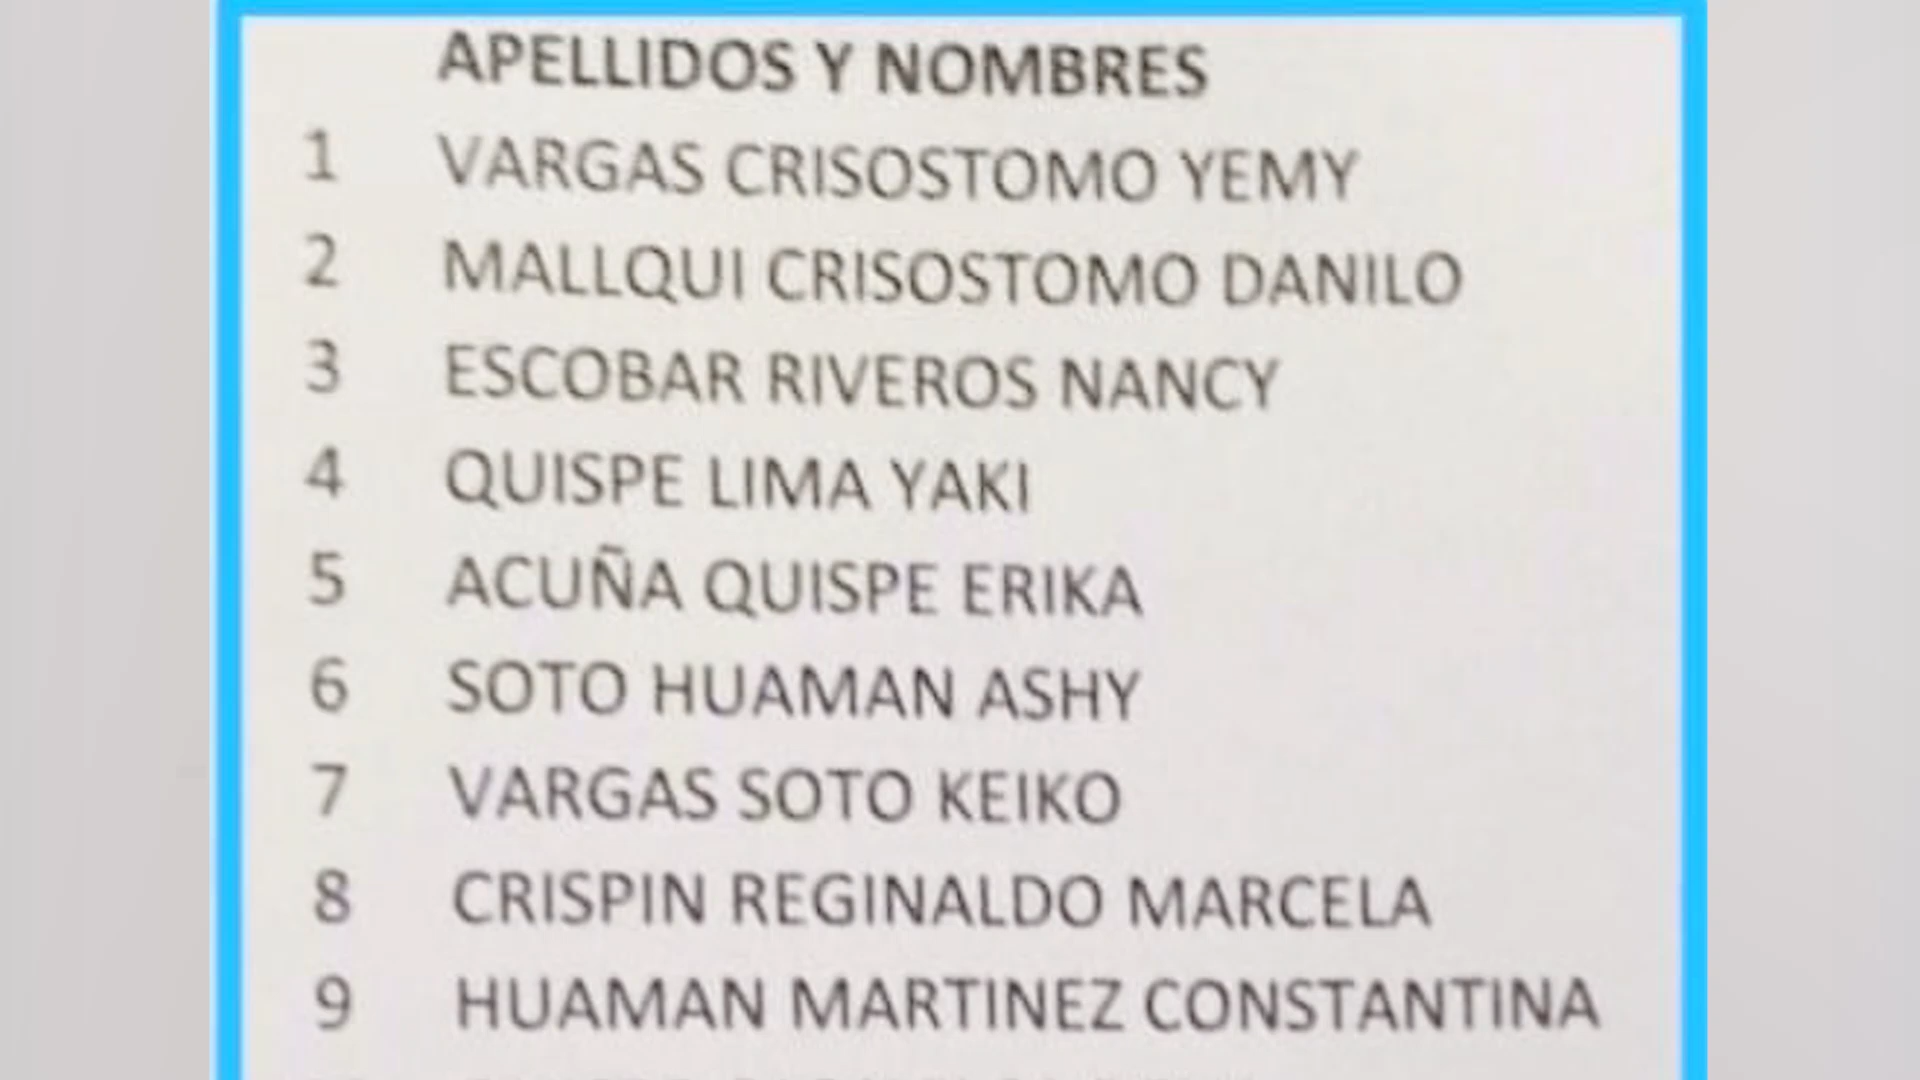 APELLIDOS Y NOMBRES
1 VARGAS CRISOSTOMO YEMY
2 MALLQUI CRISOSTOMO DANILO
3 ESCOBAR RIVEROS NANCY
4 QUISPE LIMA YAKI
5 ACUÑA QUISPE ERIKA
6 SOTO HUAMAN ASHY
7 VARGAS SOTO KEIKO
8 CRISPIN REGINALDO MARCELA
9 HUAMAN MARTINEZ CONSTANTINA